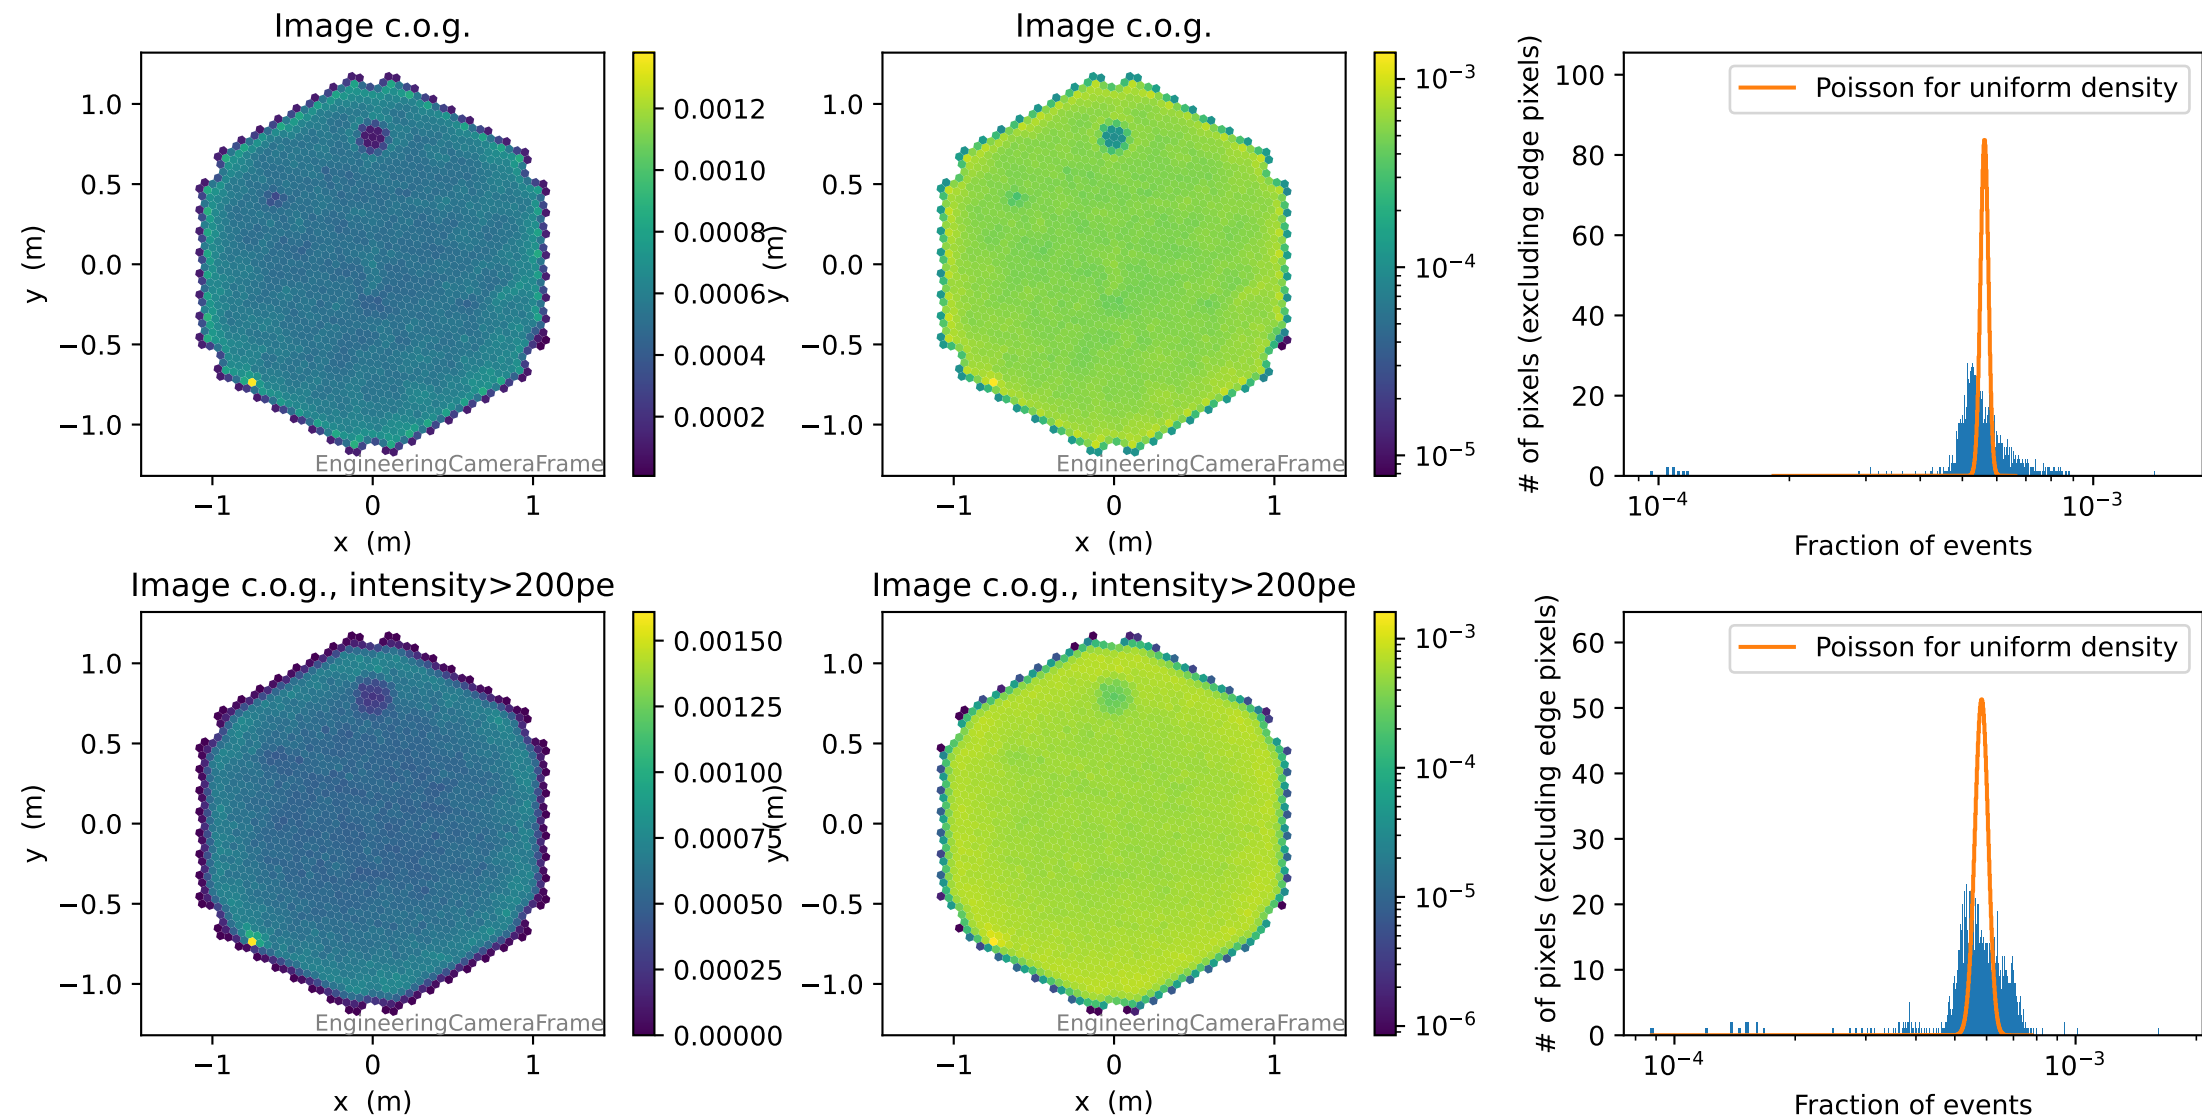 Image c.o.g.
1.0
0.5
0.0
−0.5
−1.0
y (m)
−1 0 1
x (m)
EngineeringCameraFrame
0.0012
0.0010
0.0008
0.0006
0.0004
0.0002
Image c.o.g.
1.0
0.5
0.0
−0.5
−1.0
y (m)
−1 0 1
x (m)
EngineeringCameraFrame
10−3
10−4
10−5
100
80
60
40
20
0
# of pixels (excluding edge pixels)
Poisson for uniform density
10−4 10−3
Fraction of events
Image c.o.g., intensity>200pe
1.0
0.5
0.0
−0.5
−1.0
y (m)
−1 0 1
x (m)
EngineeringCameraFrame
0.00150
0.00125
0.00100
0.00075
0.00050
0.00025
0.00000
Image c.o.g., intensity>200pe
1.0
0.5
0.0
−0.5
−1.0
y (m)
−1 0 1
x (m)
EngineeringCameraFrame
10−3
10−4
10−5
10−6
60
50
40
30
20
10
0
# of pixels (excluding edge pixels)
Poisson for uniform density
10−4 10−3
Fraction of events